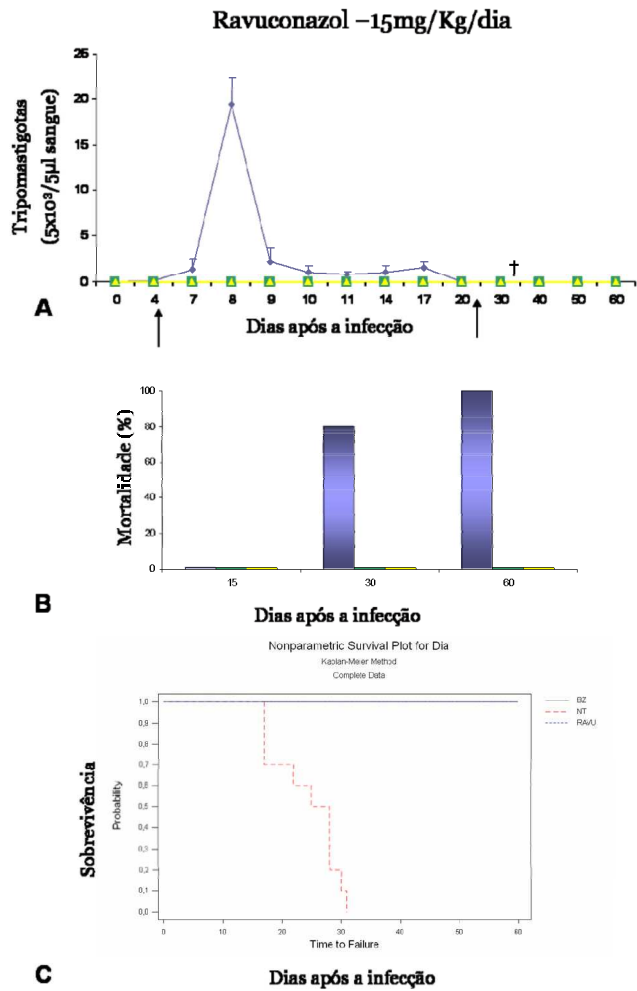 Ravuconazol –15mg/Kg/dia
Tripomastigotas
(5x10³/5µl sangue)
25
20
15
10
5
0
0 4 7 8 9 10 11 14 17 20 30 40 50 60
†
A
Dias após a infecção
Mortalidade (%)
100
80
60
40
20
0
15 30 60
B
Dias após a infecção
Nonparametric Survival Plot for Dia
Kaplan-Meier Method
Complete Data
BZ
NT
RAVU
Sobrevivência
Probability
1,0
0,9
0,8
0,7
0,6
0,5
0,4
0,3
0,2
0,1
0,0
0 10 20 30 40 50 60
Time to Failure
C
Dias após a infecção